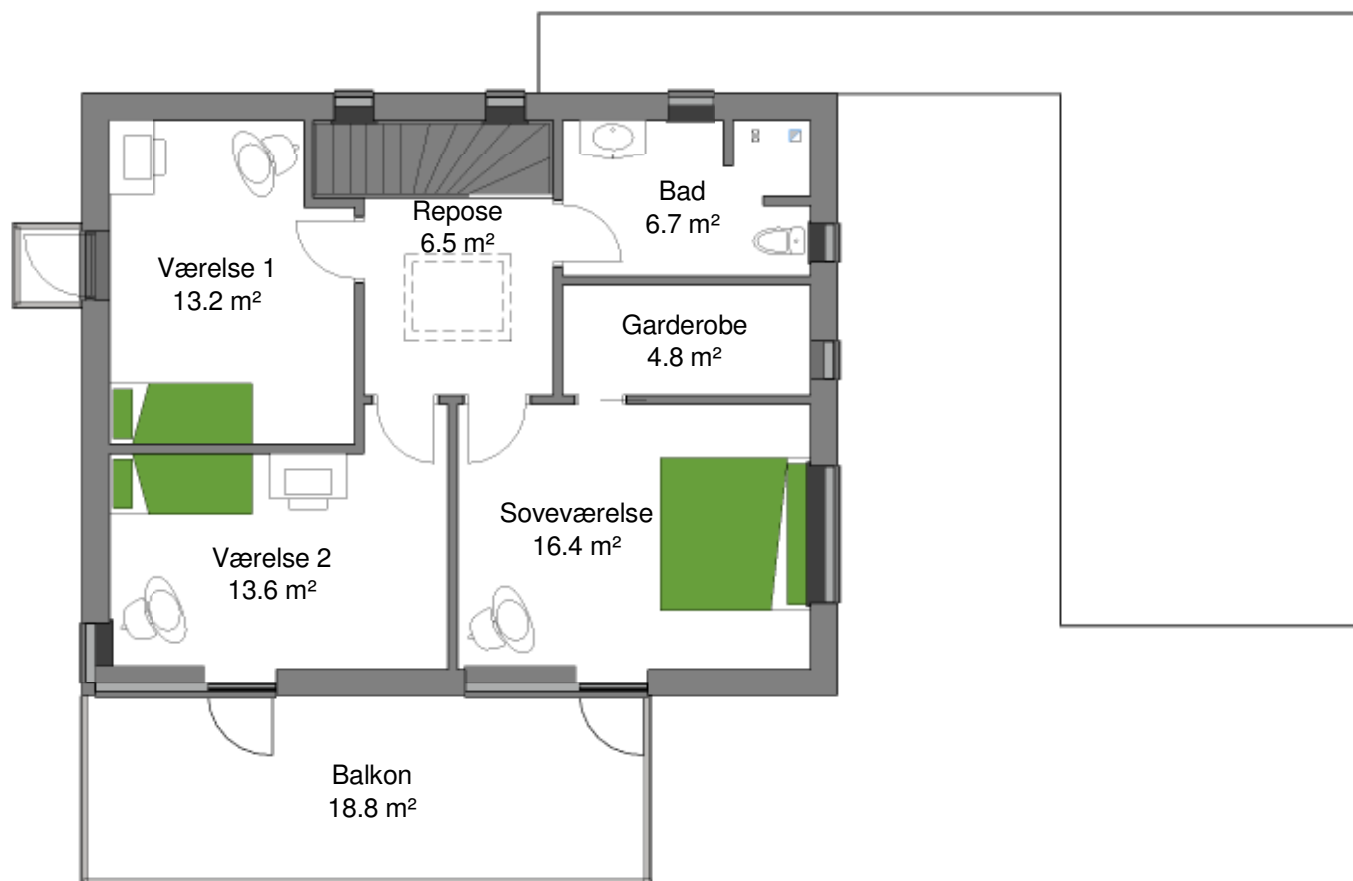 Bad
6.7 m²
Repose
6.5 m²
Værelse 1
13.2 m²
Garderobe
4.8 m²
Soveværelse
16.4 m²
Værelse 2
13.6 m²
Balkon
18.8 m²